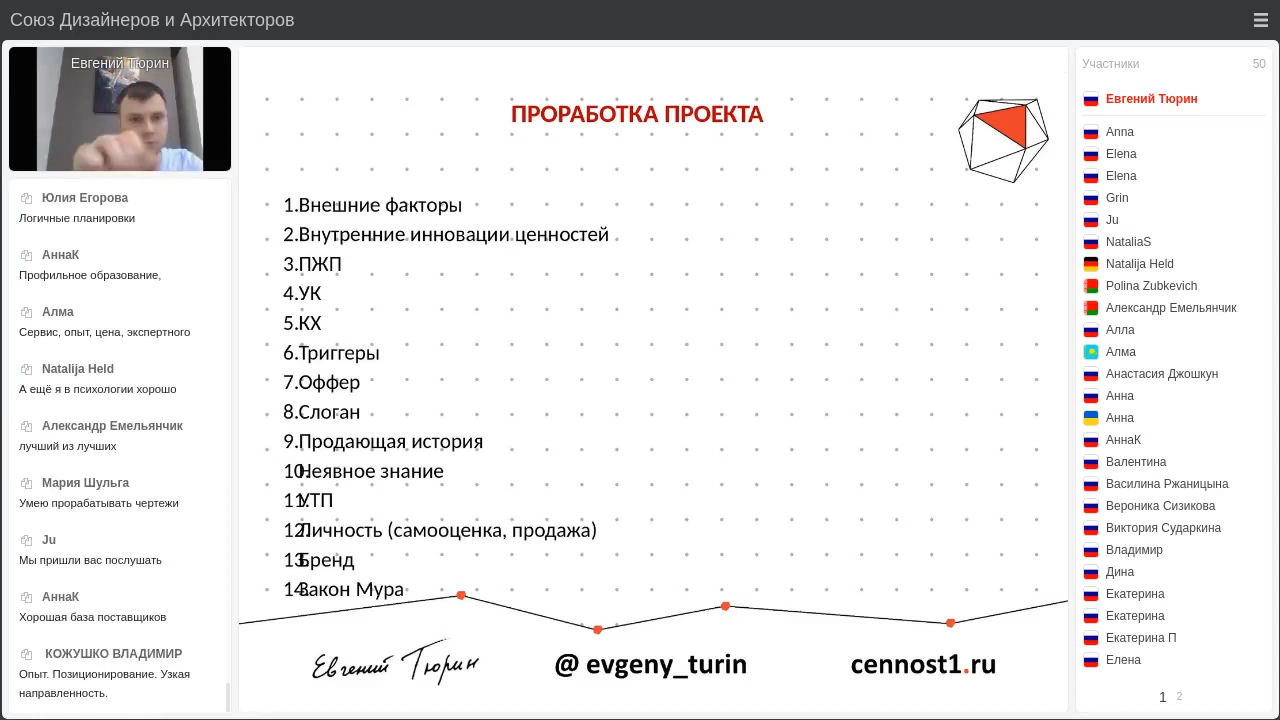 Союз Дизайнеров и Архитекторов
Евгений Тюрин
Юлия Егорова
Логичные планировки
АннаК
Профильное образование,
Алма
Сервис, опыт, цена, экспертного
Natalija Held
А ещё я в психологии хорошо
Александр Емельянчик
лучший из лучших
Мария Шульга
Умею прорабатывать чертежи
Ju
Мы пришли вас послушать
АннаК
Хорошая база поставщиков
КОЖУШКО ВЛАДИМИР
Опыт. Позиционирование. Узкая
направленность.
ПРОРАБОТКА ПРОЕКТА
1.Внешние факторы
2.Внутренние инновации ценностей
3.ПЖП
4.УК
5.КХ
6.Триггеры
7.Оффер
8.Слоган
9.Продающая история
10.Неявное знание
11.УТП
12.Личность (самооценка, продажа)
13.Бренд
14.Закон Мура
Евгений Тюрин
@ evgeny_turin
cennost1.ru
Участники 50
Евгений Тюрин
Anna
Elena
Elena
Grin
Ju
NataliaS
Natalija Held
Polina Zubkevich
Александр Емельянчик
Алла
Алма
Анастасия Джошкун
Анна
Анна
АннаК
Валентина
Василина Ржаницына
Вероника Сизикова
Виктория Сударкина
Владимир
Дина
Екатерина
Екатерина
Екатерина П
Елена
1 2